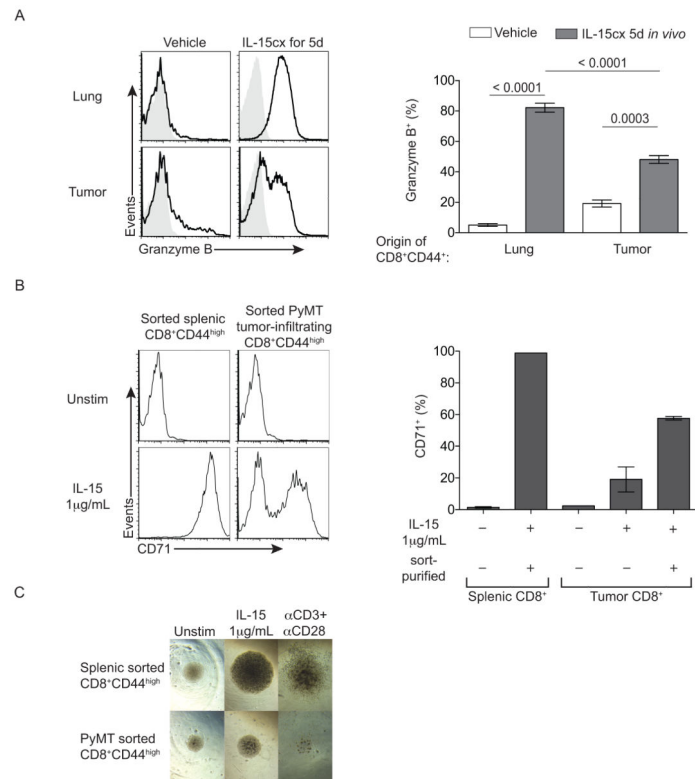 A
Vehicle
IL-15cx for 5d
Lung
Tumor
Events
Granzyme B
Vehicle
IL-15cx 5d in vivo
< 0.0001
< 0.0001
0.0003
Granzyme B⁺ (%)
100
80
60
40
20
0
Origin of
CD8⁺CD44⁺:
Lung
Tumor
B
Sorted splenic
CD8⁺CD44ʰⁱᵍʰ
Sorted PyMT
tumor-infiltrating
CD8⁺CD44ʰⁱᵍʰ
Unstim
IL-15
1µg/mL
Events
CD71
CD71⁺ (%)
100
80
60
40
20
0
IL-15
1µg/mL
– + – + +
sort-
purified
– + – – +
Splenic CD8⁺
Tumor CD8⁺
C
Unstim
IL-15
1µg/mL
αCD3+
αCD28
Splenic sorted
CD8⁺CD44ʰⁱᵍʰ
PyMT sorted
CD8⁺CD44ʰⁱᵍʰ